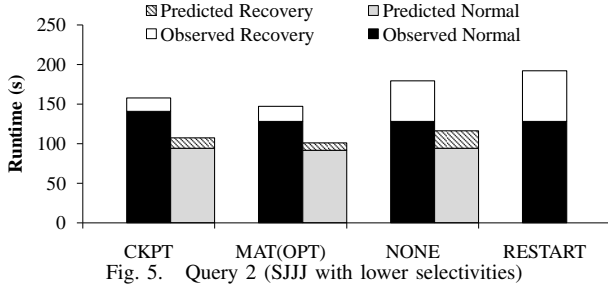 Predicted Recovery Predicted Normal
Observed Recovery Observed Normal
250
200
150
100
50
0
Runtime (s)
CKPT MAT(OPT) NONE RESTART
Fig. 5. Query 2 (SJJJ with lower selectivities)